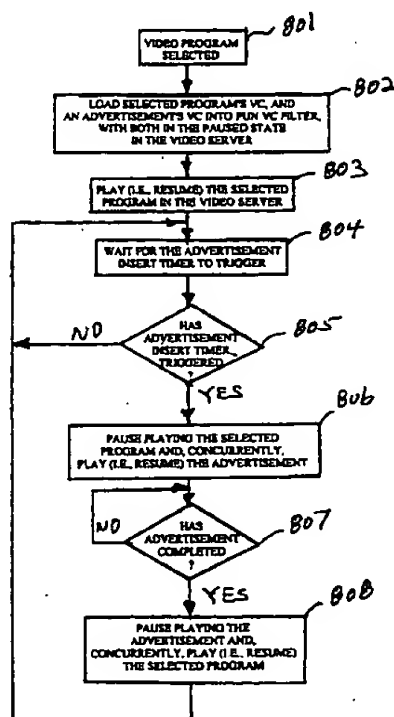 801
VIDEO PROGRAM
SELECTED
802
LOAD SELECTED PROGRAM'S VC, AND
AN ADVERTISEMENT'S VC INTO PUN VC FILTER,
WITH BOTH IN THE PAUSED STATE
IN THE VIDEO SERVER
803
PLAY (I.E., RESUME) THE SELECTED
PROGRAM IN THE VIDEO SERVER
804
WAIT FOR THE ADVERTISEMENT
INSERT TIMER TO TRIGGER
805
HAS
ADVERTISEMENT
INSERT TIMER
TRIGGERED
?
NO
YES
806
PAUSE PLAYING THE SELECTED
PROGRAM AND, CONCURRENTLY,
PLAY (I.E., RESUME) THE ADVERTISEMENT
807
HAS
ADVERTISEMENT
COMPLETED
?
NO
YES
808
PAUSE PLAYING THE
ADVERTISEMENT AND,
CONCURRENTLY, PLAY (I.E., RESUME)
THE SELECTED PROGRAM